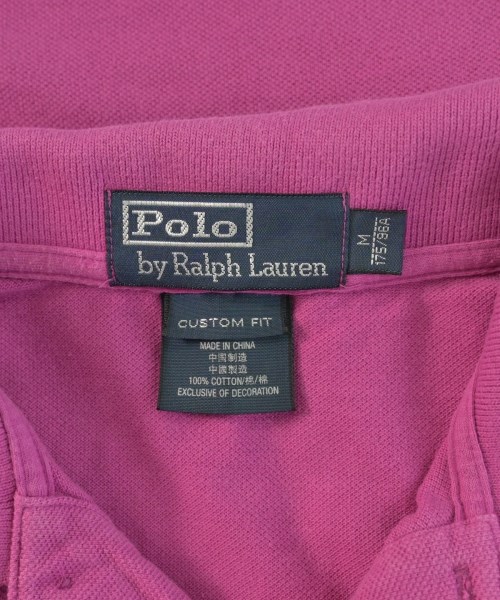 Polo
by Ralph Lauren
M
175/96A
CUSTOM FIT
MADE IN CHINA
中国制造
中國製造
100% COTTON/棉/棉
EXCLUSIVE OF DECORATION